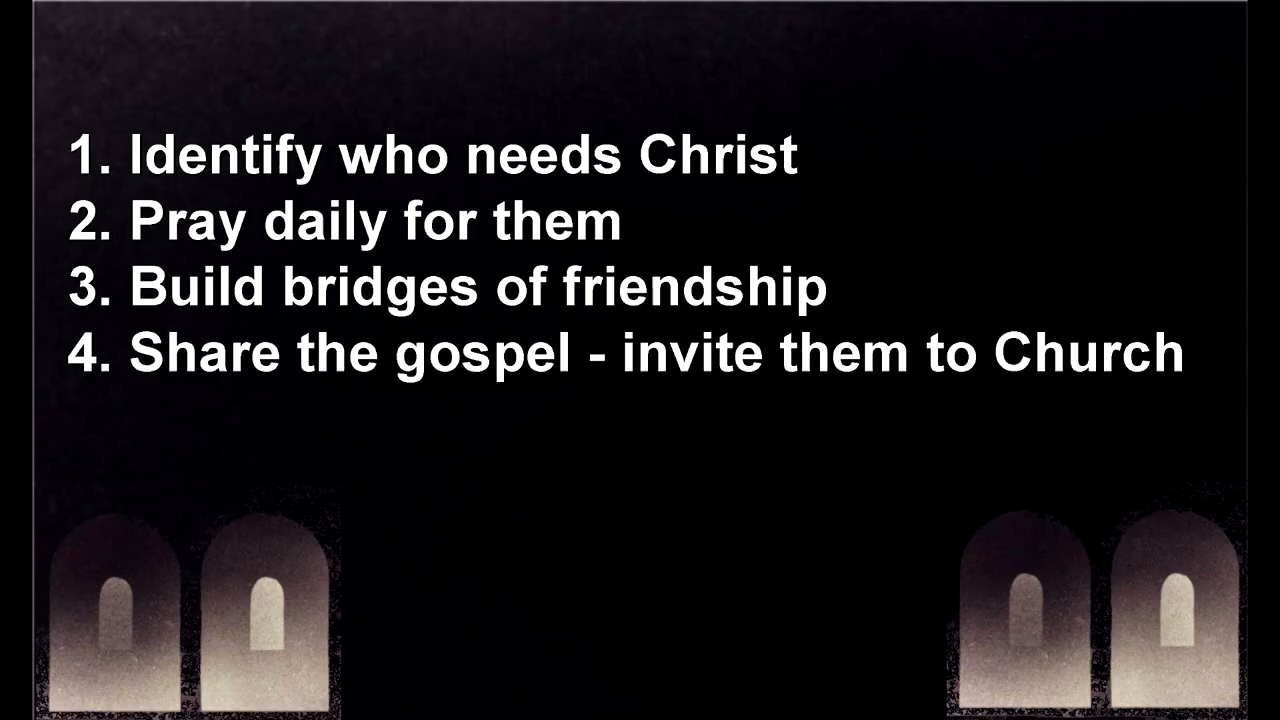 1. Identify who needs Christ
2. Pray daily for them
3. Build bridges of friendship
4. Share the gospel - invite them to Church